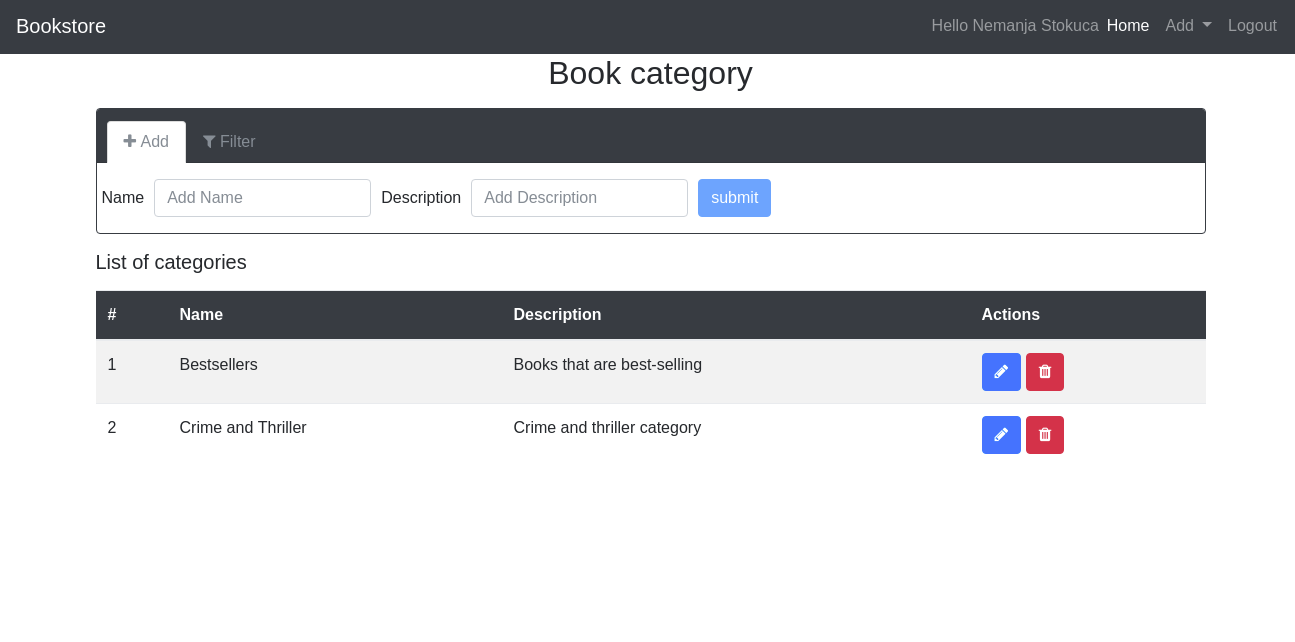 Bookstore Hello Nemanja Stokuca Home Add Logout
Book category
Add Filter
Name Add Name Description Add Description submit
List of categories
# Name Description Actions
1 Bestsellers Books that are best-selling
2 Crime and Thriller Crime and thriller category